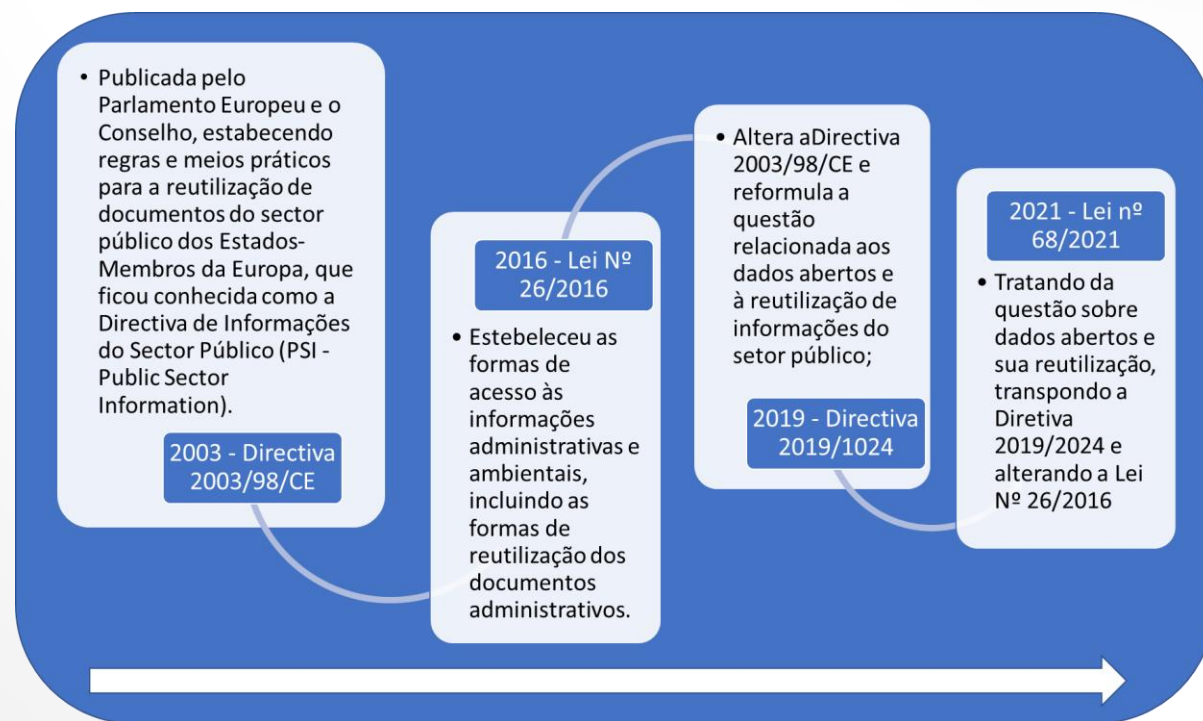 • Publicada pelo
Parlamento Europeu e o
Conselho, estabecendo
regras e meios práticos
para a reutilização de
documentos do sector
público dos Estados-
Membros da Europa, que
ficou conhecida como a
Directiva de Informações
do Sector Público (PSI -
Public Sector
Information).
2003 - Directiva
2003/98/CE
2016 - Lei Nº
26/2016
• Estebeleceu as
formas de
acesso às
informações
administrativas e
ambientais,
incluindo as
formas de
reutilização dos
documentos
administrativos.
• Altera aDirectiva
2003/98/CE e
reformula a
questão
relacionada aos
dados abertos e
à reutilização de
informações do
setor público;
2019 - Directiva
2019/1024
2021 - Lei nº
68/2021
• Tratando da
questão sobre
dados abertos e
sua reutilização,
transpondo a
Diretiva
2019/2024 e
alterando a Lei
Nº 26/2016